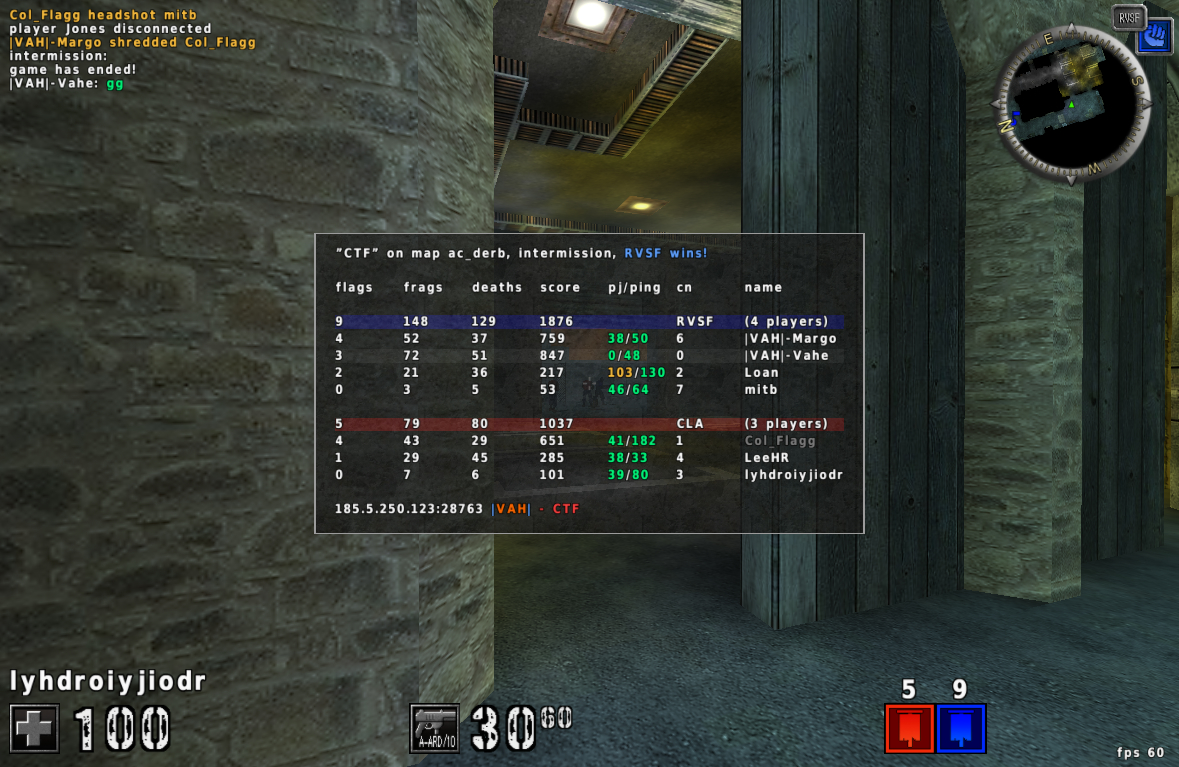 Col_Flagg headshot mitb
player Jones disconnected
|VAH|-Margo shredded Col_Flagg
intermission:
game has ended!
|VAH|-Vahe: gg
RVSF
E
S
N
W
"CTF" on map ac_derb, intermission, RVSF wins!
flags frags deaths score pj/ping cn name
9 148 129 1876 RVSF (4 players)
4 52 37 759 38/50 6 |VAH|-Margo
3 72 51 847 0/48 0 |VAH|-Vahe
2 21 36 217 103/130 2 Loan
0 3 5 53 46/64 7 mitb
5 79 80 1037 CLA (3 players)
4 43 29 651 41/182 1 Col_Flagg
1 29 45 285 38/33 4 LeeHR
0 7 6 101 39/80 3 lyhdroiyjiodr
185.5.250.123:28763 |VAH| - CTF
lyhdroiyjiodr
5 9
100
A-ARD/10
30 60
fps 60